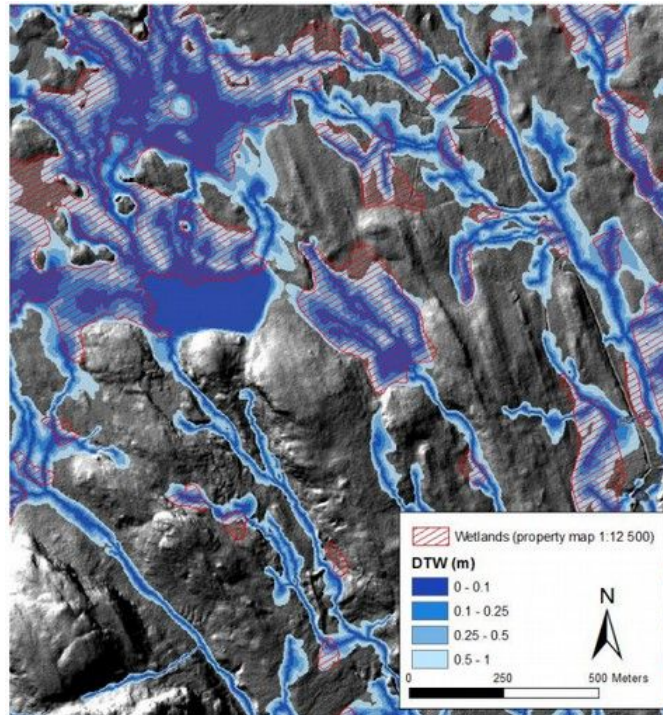 Wetlands (property map 1:12 500)
DTW (m)
0 - 0.1
0.1 - 0.25
0.25 - 0.5
0.5 - 1
N
0 250 500 Meters